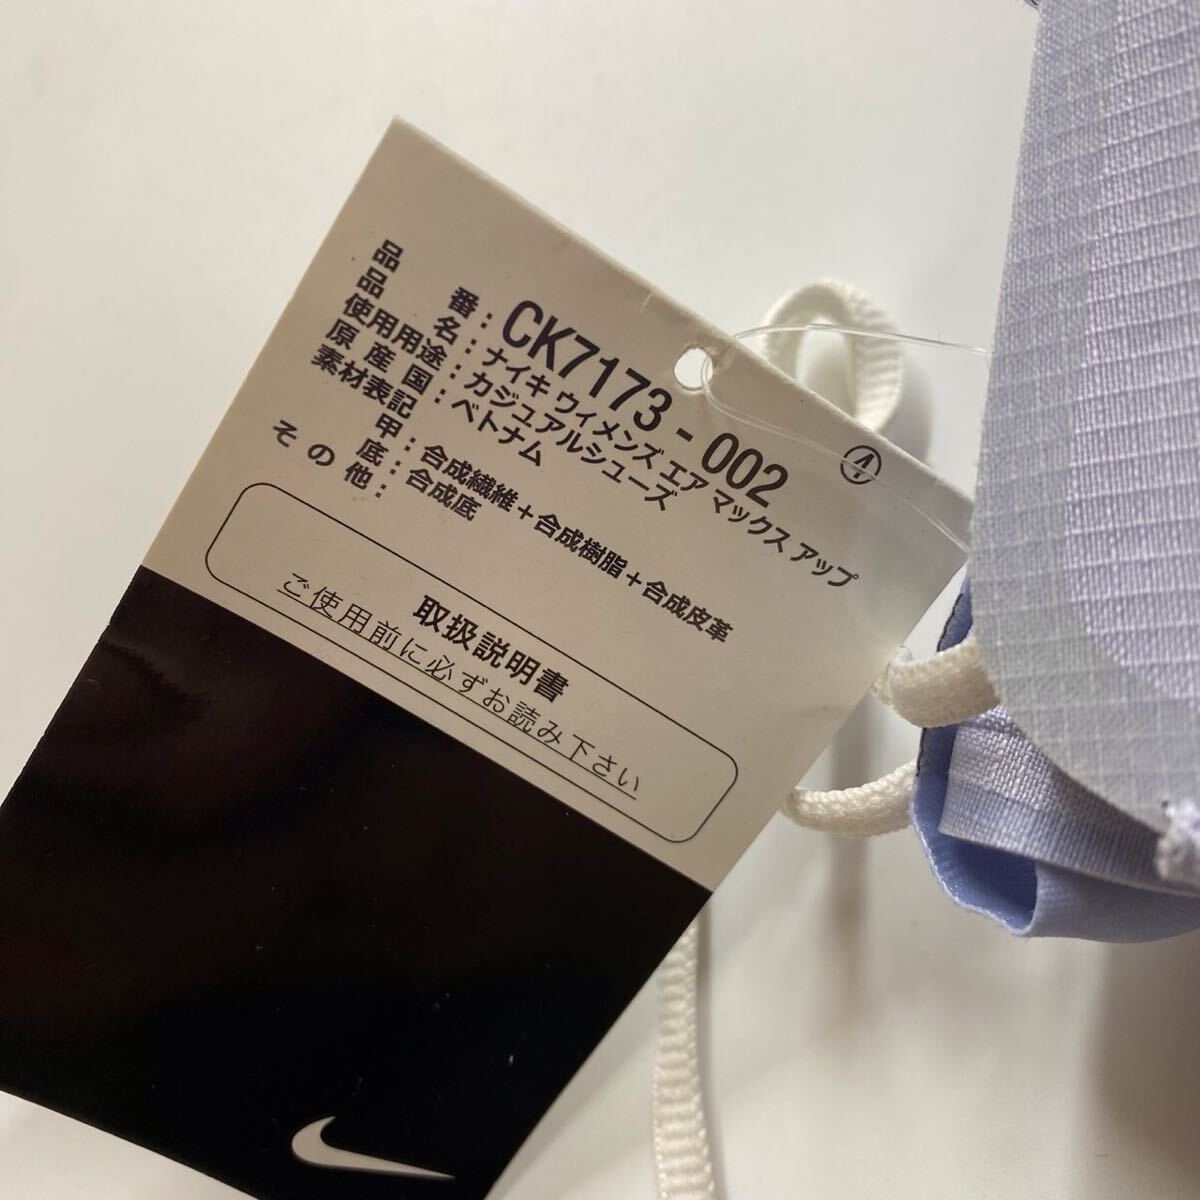 品番：CK7173-002
品名：ナイキ ウィメンズ エア マックス アップ
使用用途：カジュアルシューズ
原産国：ベトナム
素材表記
甲：合成繊維+合成樹脂+合成皮革
底：合成底
その他：
④
取扱説明書
ご使用前に必ずお読み下さい